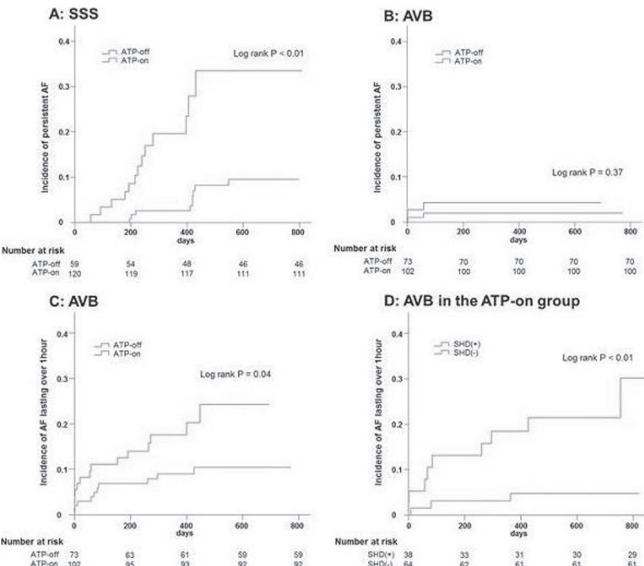 A: SSS
Incidence of persistent AF
0.4
0.3
0.2
0.1
0
ATP-off
ATP-on
Log rank P < 0.01
0 200 400 600 800
days
Number at risk
ATP-off 59 54 48 46 46
ATP-on 120 119 117 111 111
B: AVB
Incidence of persistent AF
0.4
0.3
0.2
0.1
0
ATP-off
ATP-on
Log rank P = 0.37
0 200 400 600 800
days
Number at risk
ATP-off 73 70 70 70 70
ATP-on 102 100 100 100 100
C: AVB
Incidence of AF lasting over 1hour
0.4
0.3
0.2
0.1
0
ATP-off
ATP-on
Log rank P = 0.04
0 200 400 600 800
days
Number at risk
ATP-off 73 63 61 59 59
ATP-on 102 95 93 92 92
D: AVB in the ATP-on group
Incidence of AF lasting over 1hour
0.4
0.3
0.2
0.1
0
SHD(+)
SHD(-)
Log rank P < 0.01
0 200 400 600 800
days
Number at risk
SHD(+) 38 33 31 30 29
SHD(-) 64 62 61 61 61